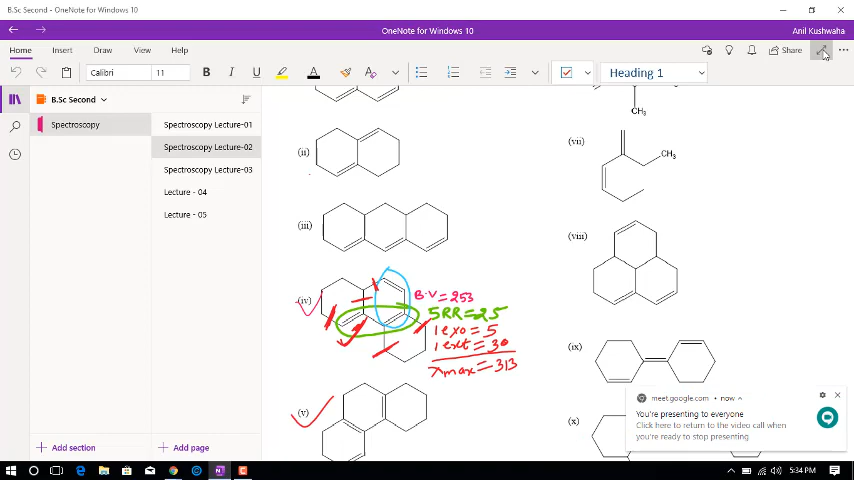 B.Sc Second - OneNote for Windows 10
OneNote for Windows 10
Anil Kushwaha
Home Insert Draw View Help
Share
Calibri 11 B I U A Heading 1
B.Sc Second
Spectroscopy
Spectroscopy Lecture-01
Spectroscopy Lecture-02
Spectroscopy Lecture-03
Lecture - 04
Lecture - 05
Add section
Add page
(ii)
(iii)
(iv)
B.V = 253
5RR = 25
1 exo = 5
1 ext = 30
λmax = 313
(v)
CH₃
(vii)
CH₃
(viii)
(ix)
(x)
meet.google.com • now
You're presenting to everyone
Click here to return to the video call when
you're ready to stop presenting
5:34 PM